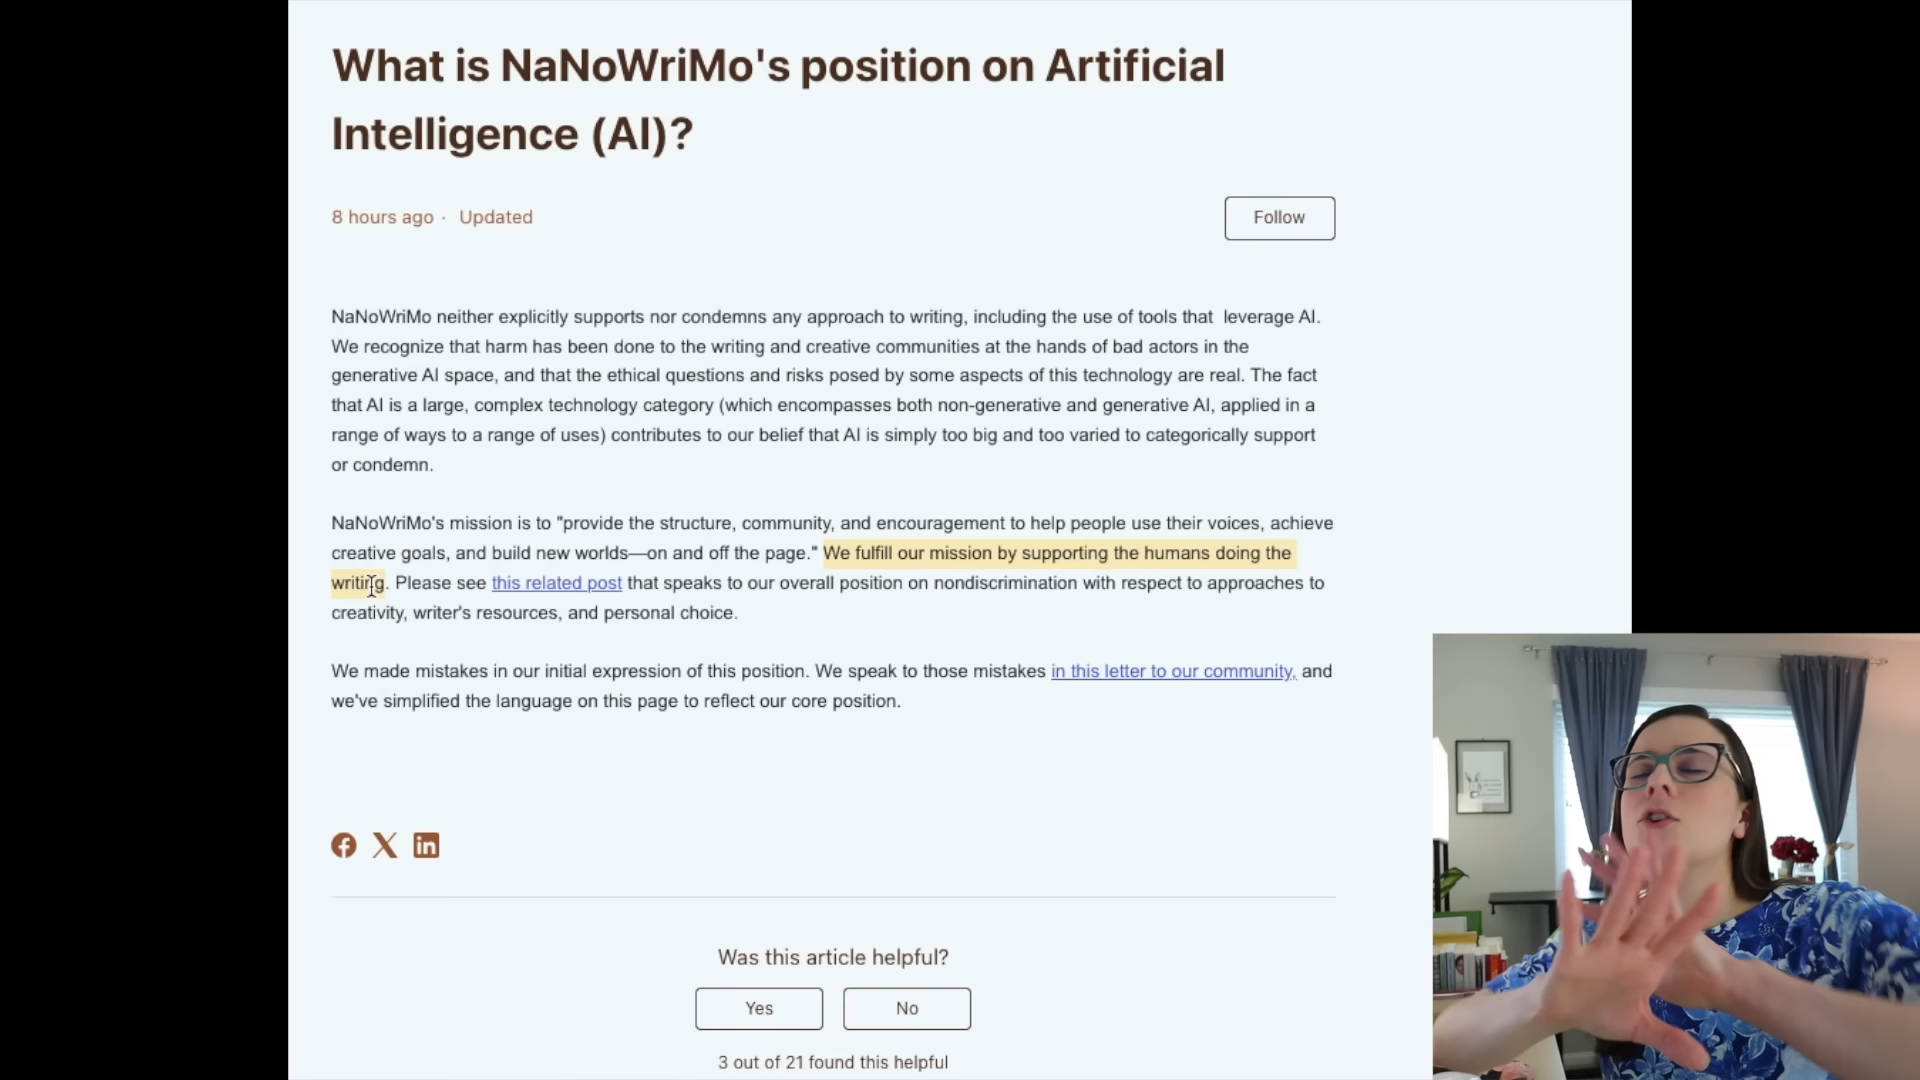 What is NaNoWriMo's position on Artificial
Intelligence (AI)?
8 hours ago · Updated
Follow
NaNoWriMo neither explicitly supports nor condemns any approach to writing, including the use of tools that leverage AI.
We recognize that harm has been done to the writing and creative communities at the hands of bad actors in the
generative AI space, and that the ethical questions and risks posed by some aspects of this technology are real. The fact
that AI is a large, complex technology category (which encompasses both non-generative and generative AI, applied in a
range of ways to a range of uses) contributes to our belief that AI is simply too big and too varied to categorically support
or condemn.
NaNoWriMo's mission is to "provide the structure, community, and encouragement to help people use their voices, achieve
creative goals, and build new worlds—on and off the page." We fulfill our mission by supporting the humans doing the
writing. Please see this related post that speaks to our overall position on nondiscrimination with respect to approaches to
creativity, writer's resources, and personal choice.
We made mistakes in our initial expression of this position. We speak to those mistakes in this letter to our community, and
we've simplified the language on this page to reflect our core position.
Was this article helpful?
Yes
No
3 out of 21 found this helpful